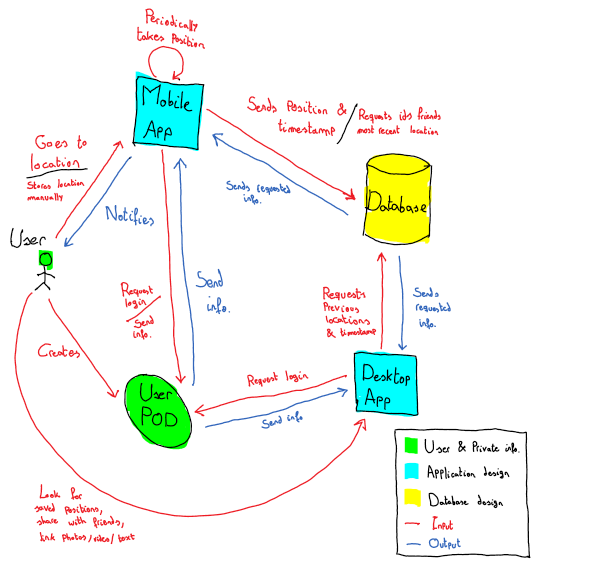 Periodically
takes Position
Mobile
App
Sends Position &
timestamp
Requests ids friends
most recent location
Goes to
location
Stores location
manually
Notifies
Sends requested
info.
Database
User
Request
login
Send
info.
Send
info.
Requests
Previous
locations
& timestamp
Sends
requested
info.
Creates
Request login
User
POD
Send info
Desktop
App
User & Private info.
Application design
Database design
Input
Output
Look for
saved Positions,
share with friends,
link Photos/video/text